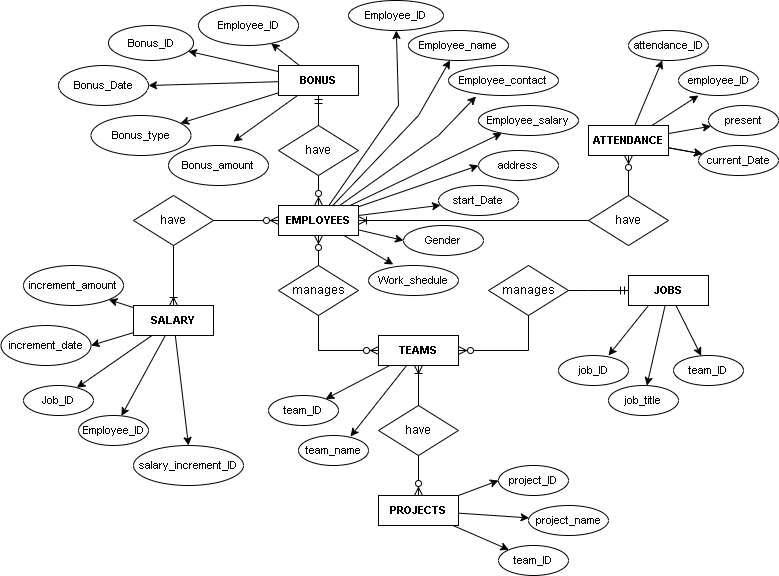 Employee_ID
Employee_ID
Bonus_ID
Employee_name
attendance_ID
Bonus_Date
BONUS
Employee_contact
employee_ID
Bonus_type
Employee_salary
present
ATTENDANCE
Bonus_amount
have
address
current_Date
start_Date
have
EMPLOYEES
have
Gender
Work_shedule
increment_amount
manages
manages
JOBS
SALARY
increment_date
TEAMS
job_ID
team_ID
Job_ID
job_title
team_ID
Employee_ID
have
team_name
salary_increment_ID
project_ID
PROJECTS
project_name
team_ID